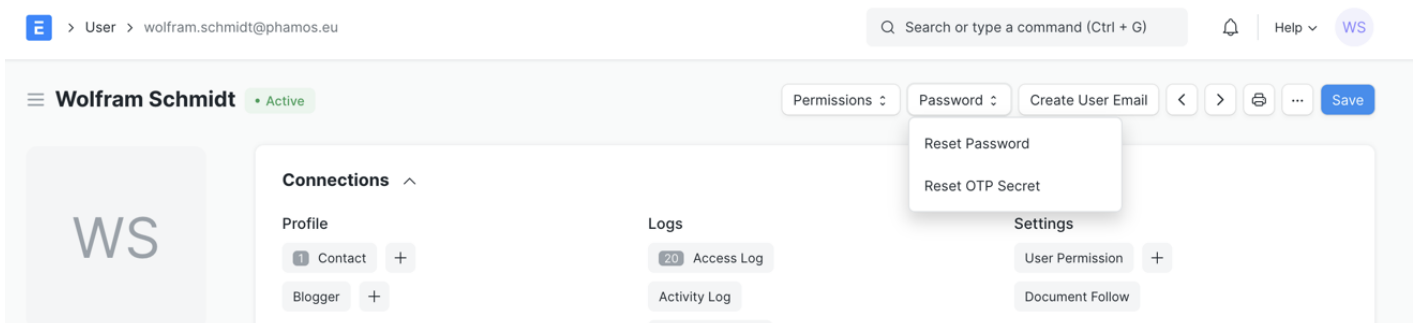 E > User > wolfram.schmidt@phamos.eu Search or type a command (Ctrl + G) Help WS
Wolfram Schmidt • Active Permissions Password Create User Email < > ... Save
Reset Password
Reset OTP Secret
WS
Connections
Profile Logs Settings
1 Contact + 20 Access Log User Permission +
Blogger + Activity Log Document Follow